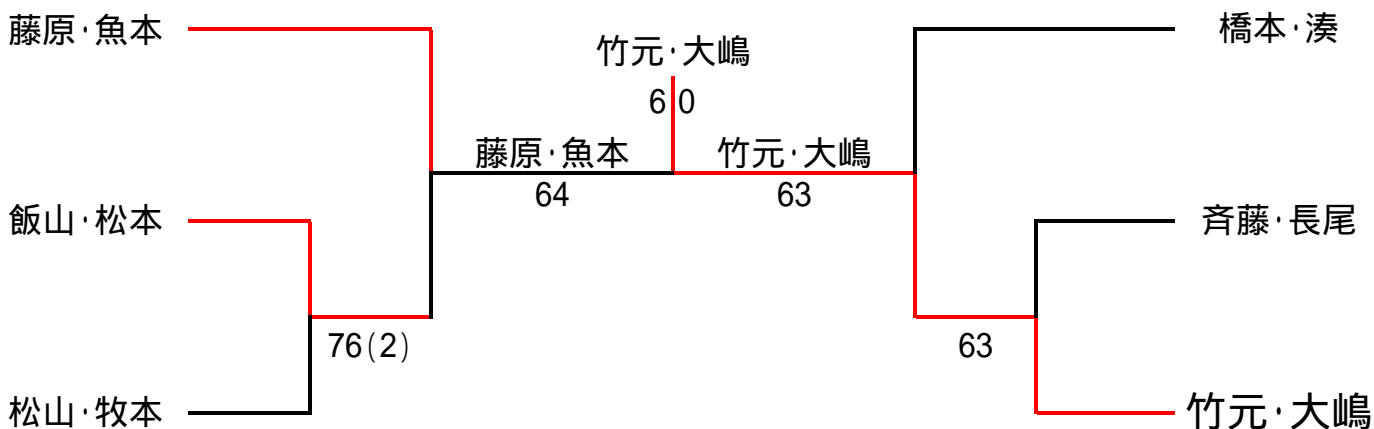 藤原・魚本
橋本・湊
竹元・大嶋
6 0
藤原・魚本
竹元・大嶋
64
63
飯山・松本
斉藤・長尾
76(2)
63
松山・牧本
竹元・大嶋